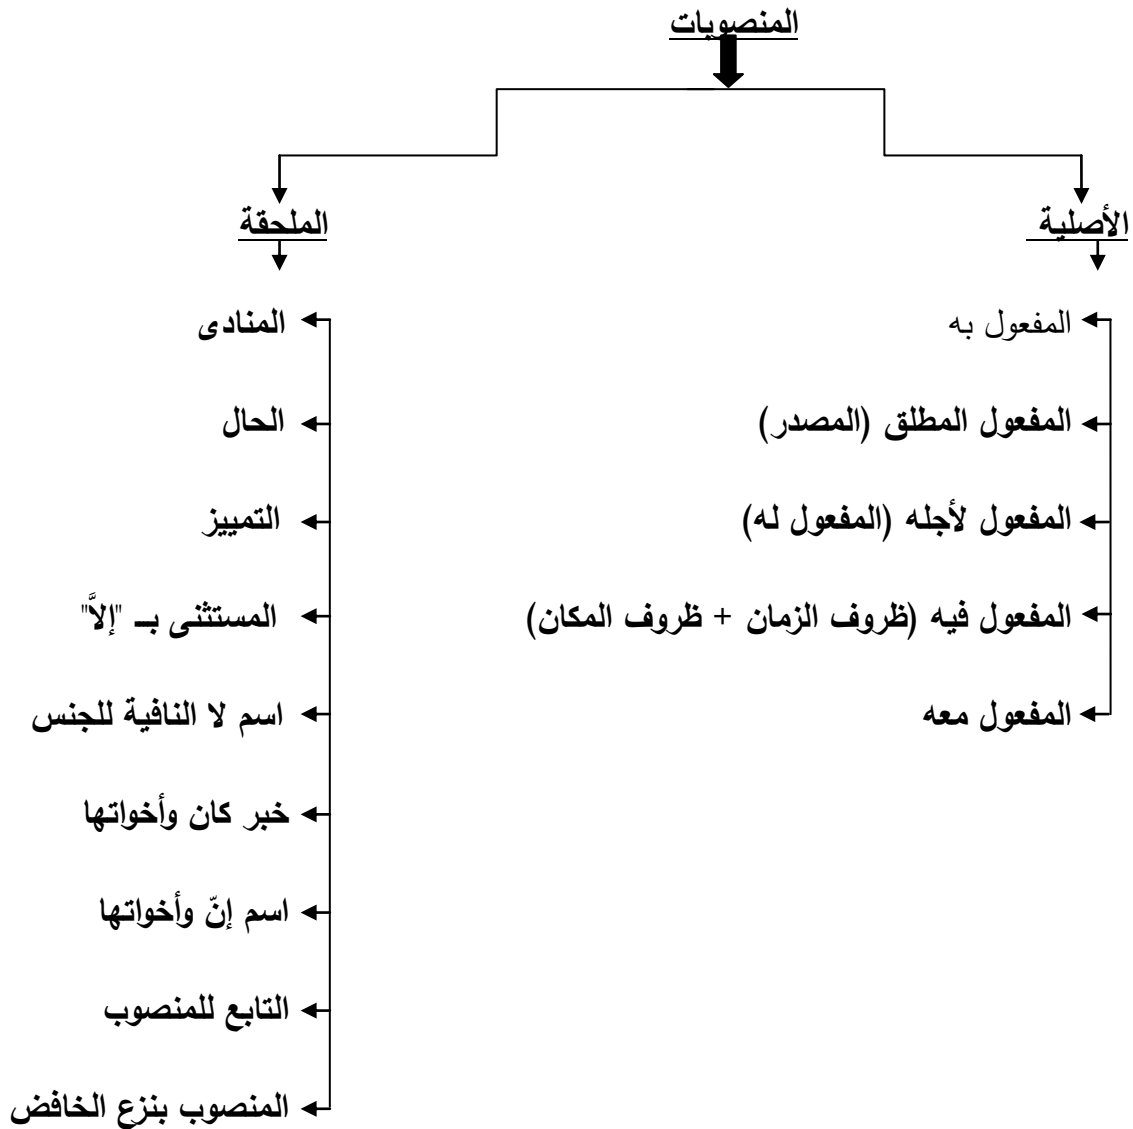 المنصوبات
الأصلية
المفعول به
المفعول المطلق (المصدر)
المفعول لأجله (المفعول له)
المفعول فيه (ظروف الزمان + ظروف المكان)
المفعول معه
الملحقة
المنادى
الحال
التمييز
المستثنى بـ "إلاَّ"
اسم لا النافية للجنس
خبر كان وأخواتها
اسم إنّ وأخواتها
التابع للمنصوب
المنصوب بنزع الخافض